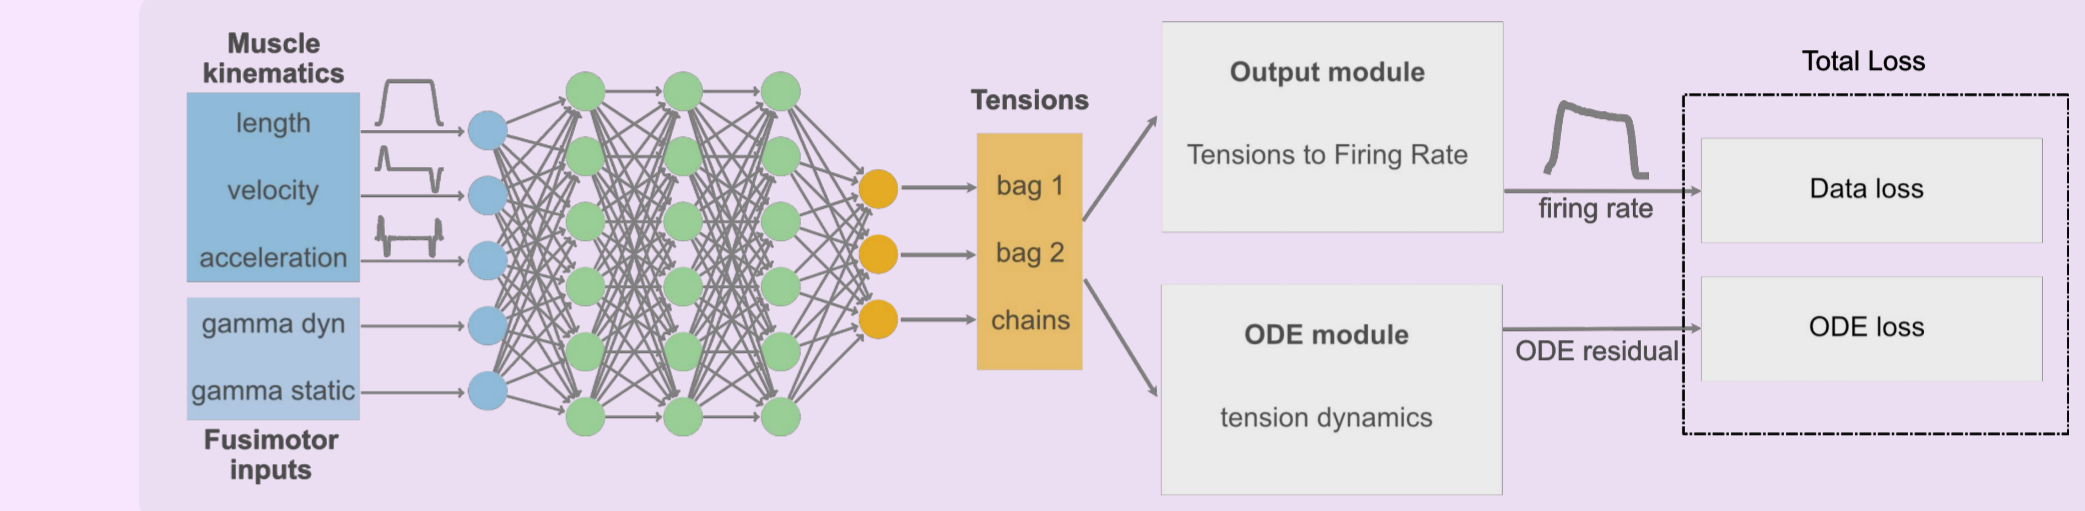 Muscle
kinematics
length
velocity
acceleration
gamma dyn
gamma static
Fusimotor
inputs
Tensions
bag 1
bag 2
chains
Output module
Tensions to Firing Rate
ODE module
tension dynamics
firing rate
ODE residual
Total Loss
Data loss
ODE loss